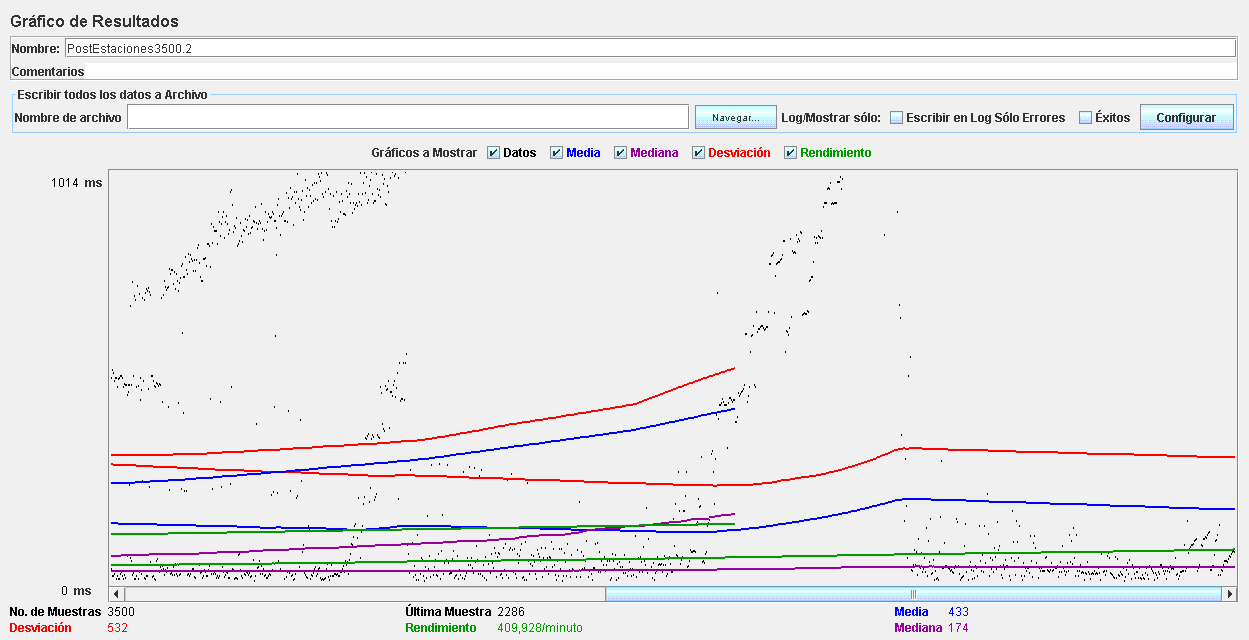 Gráfico de Resultados
Nombre: PostEstaciones3500.2
Comentarios
Escribir todos los datos a Archivo
Nombre de archivo Navegar... Log/Mostrar sólo: Escribir en Log Sólo Errores Éxitos Configurar
Gráficos a Mostrar Datos Media Mediana Desviación Rendimiento
1014 ms
0 ms
No. de Muestras 3500 Última Muestra 2286 Media 433
Desviación 532 Rendimiento 409,928/minuto Mediana 174